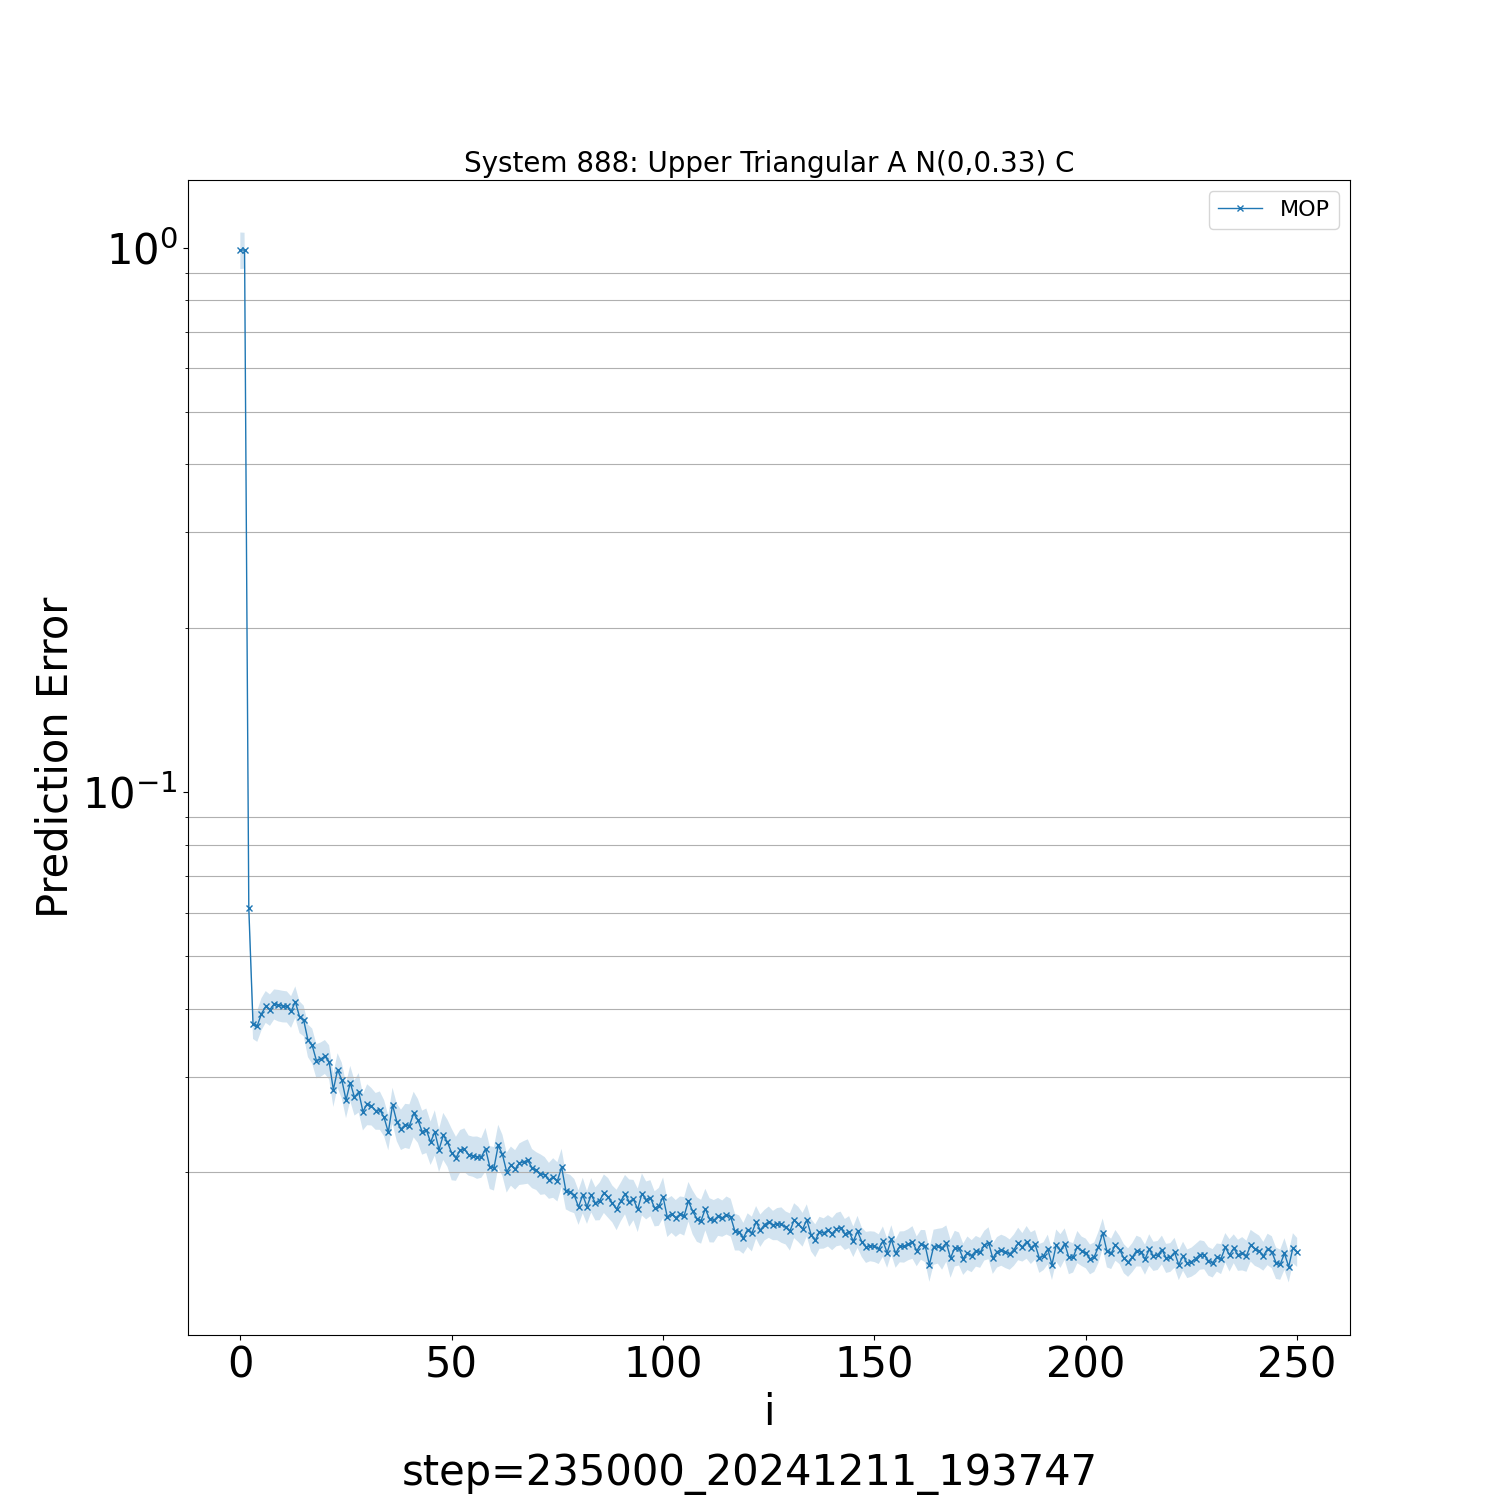 System 888: Upper Triangular A N(0,0.33) C
MOP
10⁰
10⁻¹
Prediction Error
0 50 100 150 200 250
i
step=235000_20241211_193747